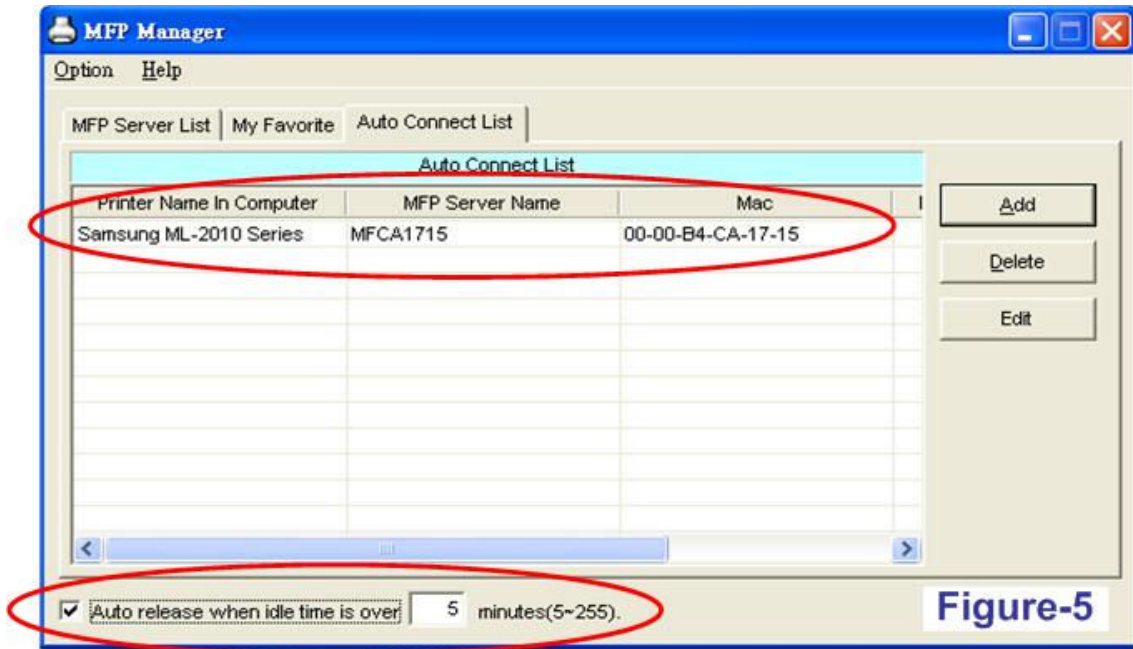 MFP Manager
Option Help
MFP Server List My Favorite Auto Connect List
Auto Connect List
Printer Name In Computer MFP Server Name Mac
Samsung ML-2010 Series MFCA1715 00-00-B4-CA-17-15
Add
Delete
Edit
Auto release when idle time is over 5 minutes(5~255).
Figure-5